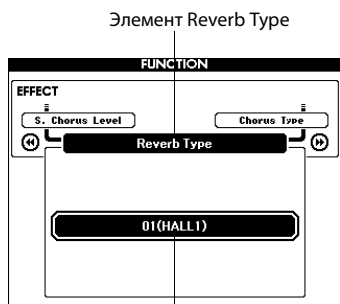 Элемент Reverb Type
FUNCTION
EFFECT
S. Chorus Level
Chorus Type
Reverb Type
01(HALL1)